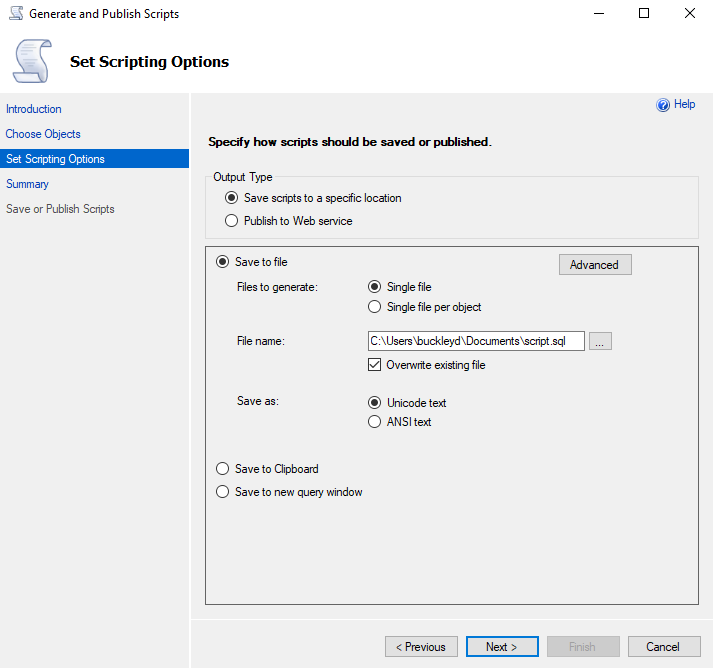 Generate and Publish Scripts
Set Scripting Options
Introduction
Choose Objects
Set Scripting Options
Summary
Save or Publish Scripts
Help
Specify how scripts should be saved or published.
Output Type
Save scripts to a specific location
Publish to Web service
Save to file
Advanced
Files to generate:
Single file
Single file per object
File name:
C:\Users\buckleyd\Documents\script.sql
...
Overwrite existing file
Save as:
Unicode text
ANSI text
Save to Clipboard
Save to new query window
< Previous
Next >
Finish
Cancel